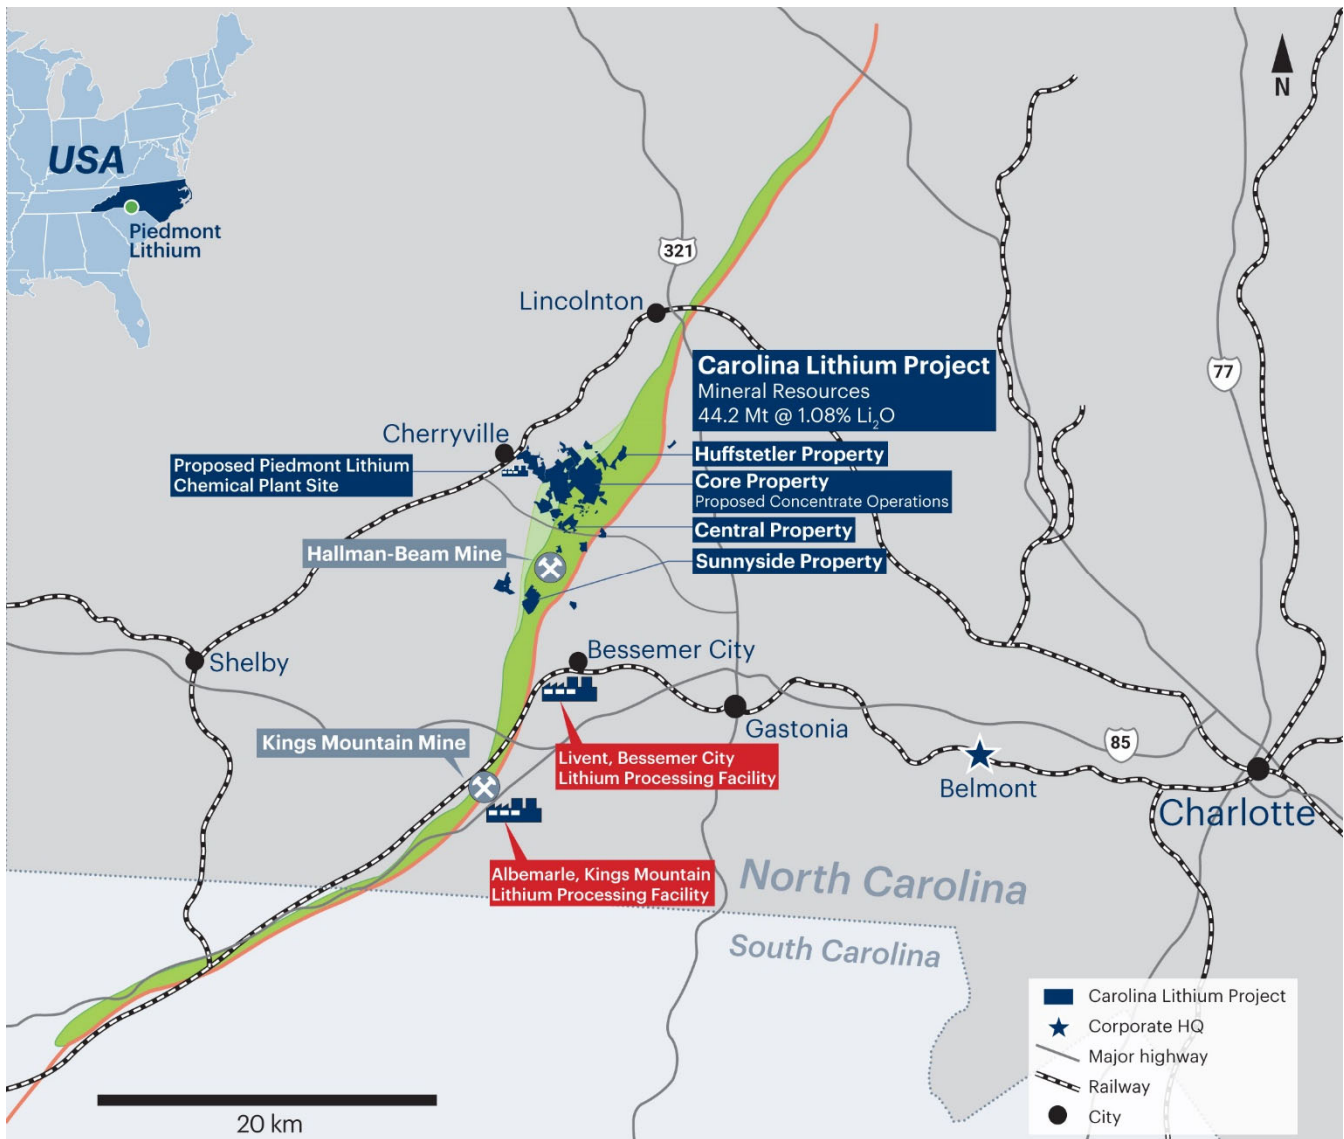 N
USA
Piedmont
Lithium
321
Lincolnton
Carolina Lithium Project
Mineral Resources
44.2 Mt @ 1.08% Li₂O
77
Cherryville
Proposed Piedmont Lithium
Chemical Plant Site
Huffstetler Property
Core Property
Proposed Concentrate Operations
Central Property
Hallman-Beam Mine
Sunnyside Property
Shelby
Bessemer City
Kings Mountain Mine
Gastonia
85
Livent, Bessemer City
Lithium Processing Facility
Belmont
Charlotte
Albemarle, Kings Mountain
Lithium Processing Facility
North Carolina
South Carolina
Carolina Lithium Project
Corporate HQ
Major highway
Railway
City
20 km